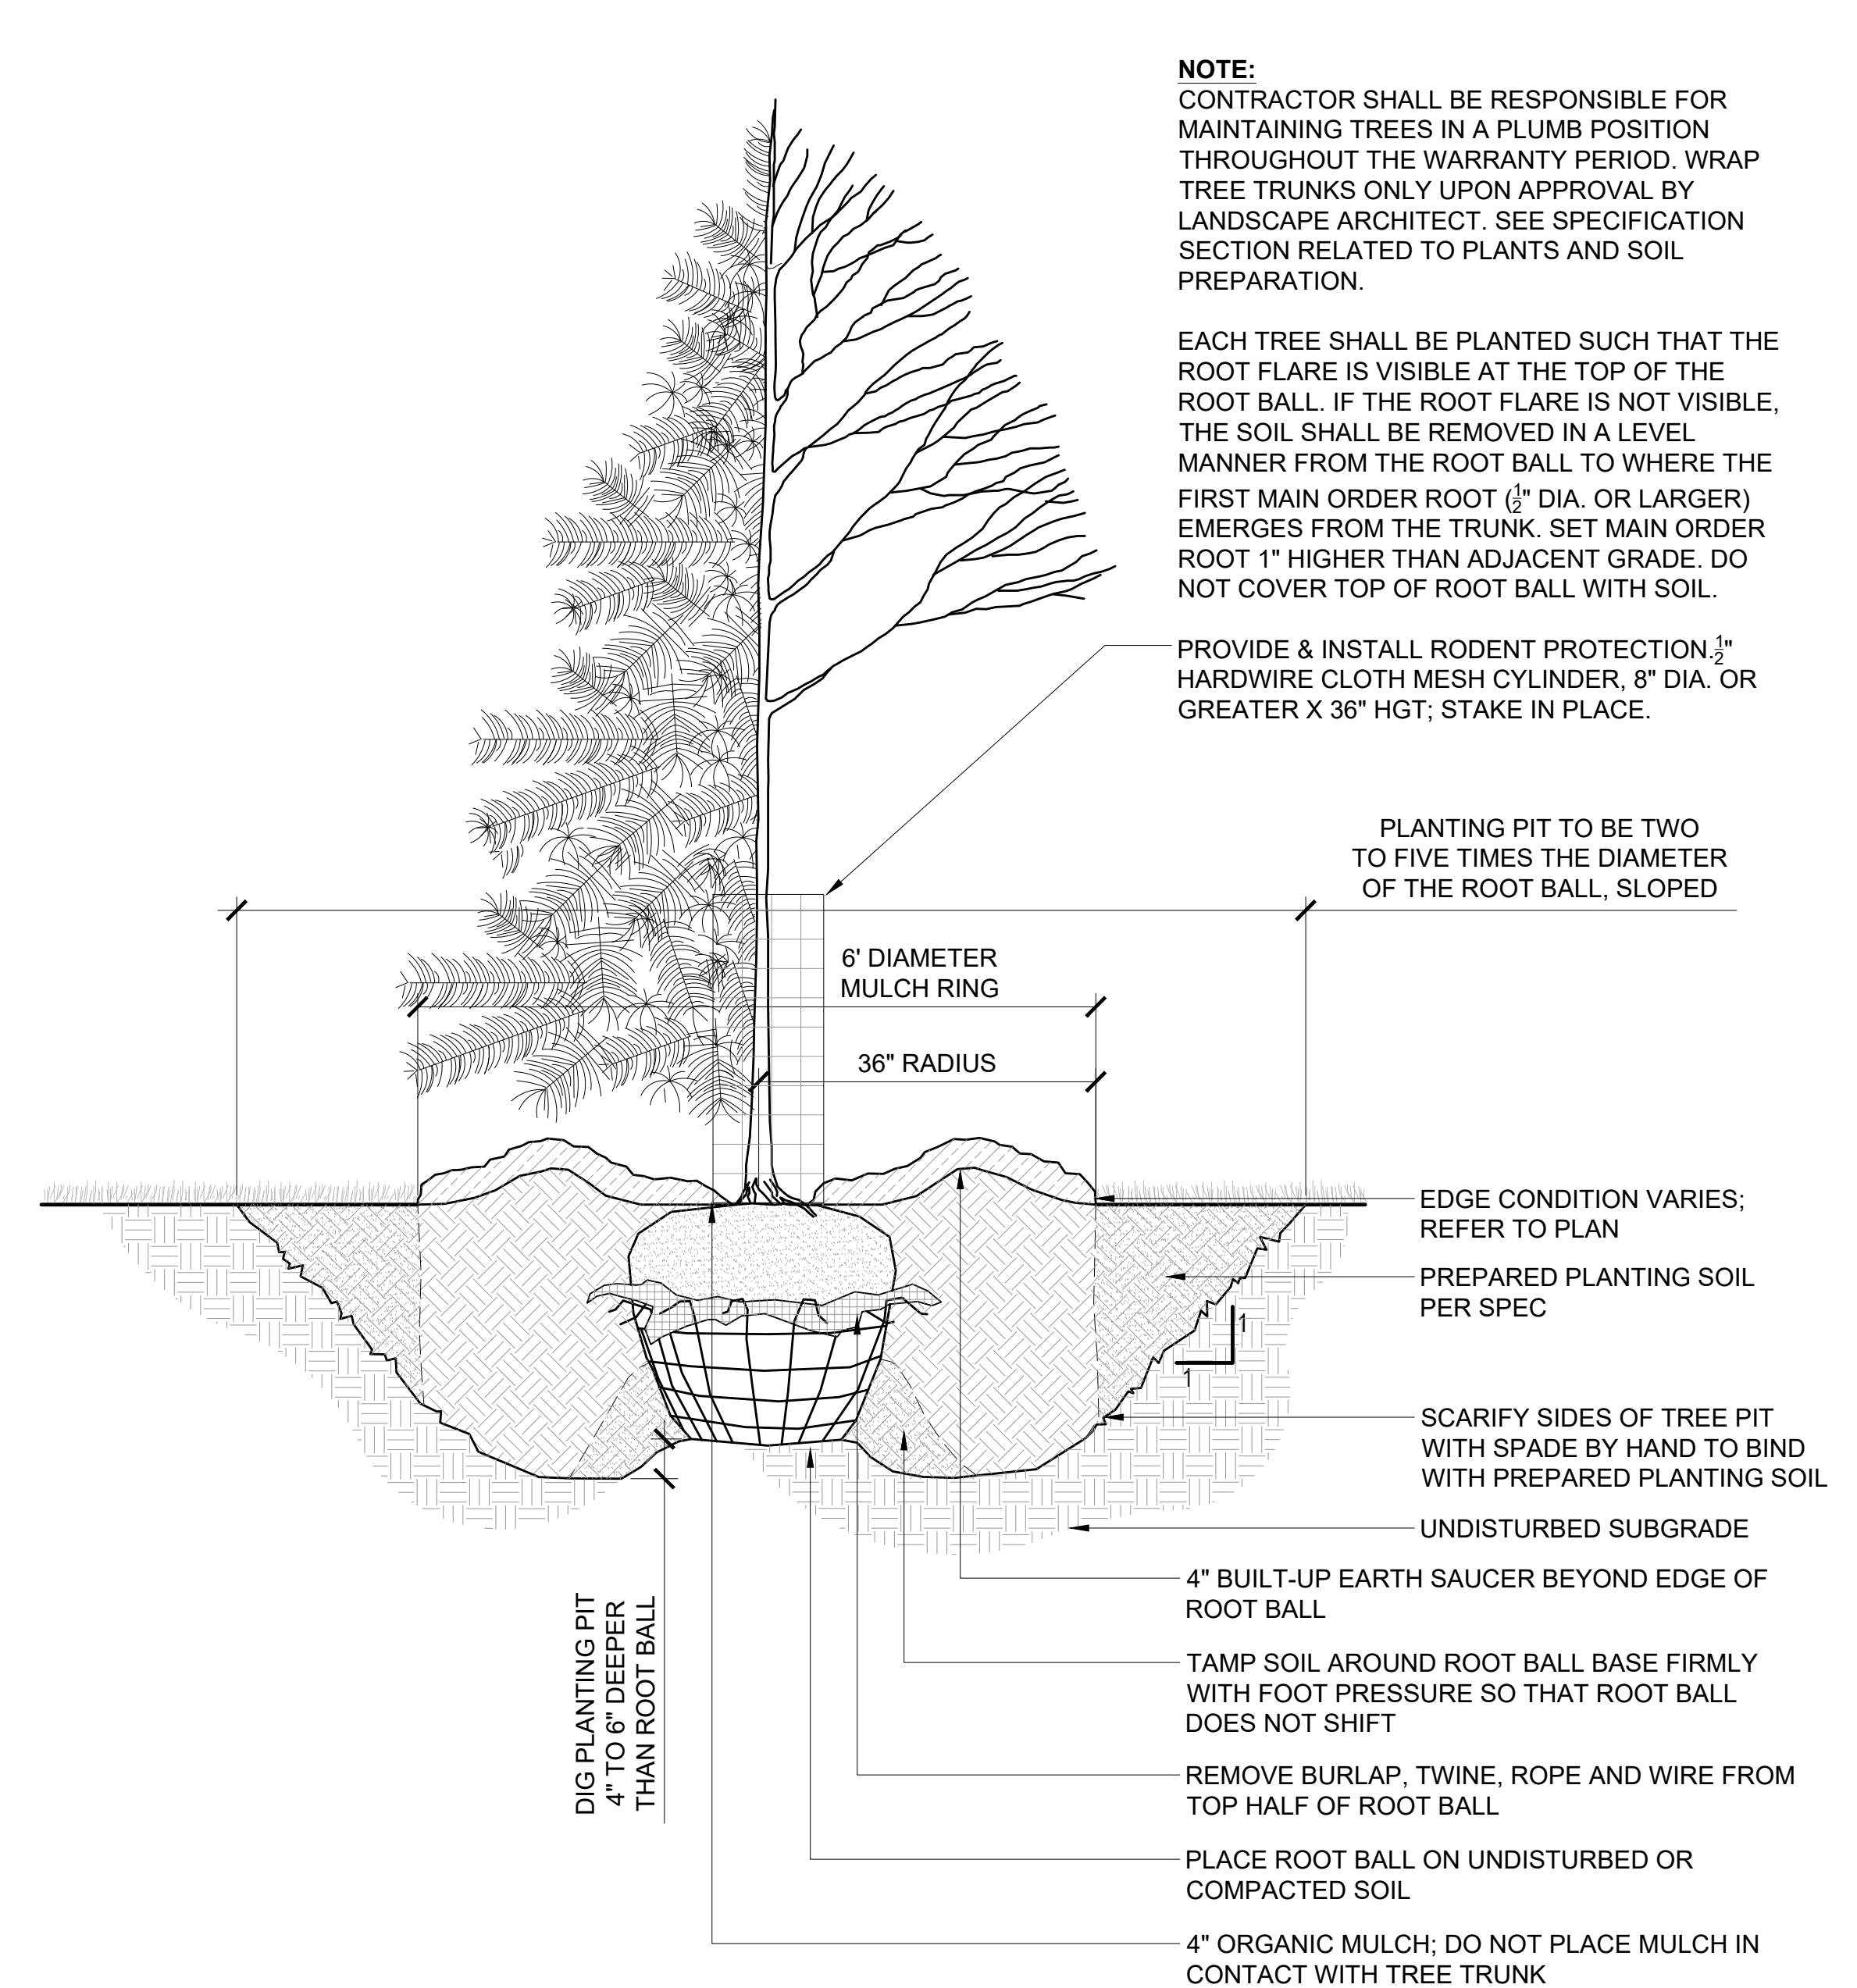 NOTE:
CONTRACTOR SHALL BE RESPONSIBLE FOR
MAINTAINING TREES IN A PLUMB POSITION
THROUGHOUT THE WARRANTY PERIOD. WRAP
TREE TRUNKS ONLY UPON APPROVAL BY
LANDSCAPE ARCHITECT. SEE SPECIFICATION
SECTION RELATED TO PLANTS AND SOIL
PREPARATION.
EACH TREE SHALL BE PLANTED SUCH THAT THE
ROOT FLARE IS VISIBLE AT THE TOP OF THE
ROOT BALL. IF THE ROOT FLARE IS NOT VISIBLE,
THE SOIL SHALL BE REMOVED IN A LEVEL
MANNER FROM THE ROOT BALL TO WHERE THE
FIRST MAIN ORDER ROOT (1/2" DIA. OR LARGER)
EMERGES FROM THE TRUNK. SET MAIN ORDER
ROOT 1" HIGHER THAN ADJACENT GRADE. DO
NOT COVER TOP OF ROOT BALL WITH SOIL.
PROVIDE & INSTALL RODENT PROTECTION.1/2"
HARDWIRE CLOTH MESH CYLINDER, 8" DIA. OR
GREATER X 36" HGT; STAKE IN PLACE.
PLANTING PIT TO BE TWO
TO FIVE TIMES THE DIAMETER
OF THE ROOT BALL, SLOPED
6' DIAMETER
MULCH RING
36" RADIUS
EDGE CONDITION VARIES;
REFER TO PLAN
PREPARED PLANTING SOIL
PER SPEC
1
1
SCARIFY SIDES OF TREE PIT
WITH SPADE BY HAND TO BIND
WITH PREPARED PLANTING SOIL
UNDISTURBED SUBGRADE
4" BUILT-UP EARTH SAUCER BEYOND EDGE OF
ROOT BALL
DIG PLANTING PIT
4" TO 6" DEEPER
THAN ROOT BALL
TAMP SOIL AROUND ROOT BALL BASE FIRMLY
WITH FOOT PRESSURE SO THAT ROOT BALL
DOES NOT SHIFT
REMOVE BURLAP, TWINE, ROPE AND WIRE FROM
TOP HALF OF ROOT BALL
PLACE ROOT BALL ON UNDISTURBED OR
COMPACTED SOIL
4" ORGANIC MULCH; DO NOT PLACE MULCH IN
CONTACT WITH TREE TRUNK